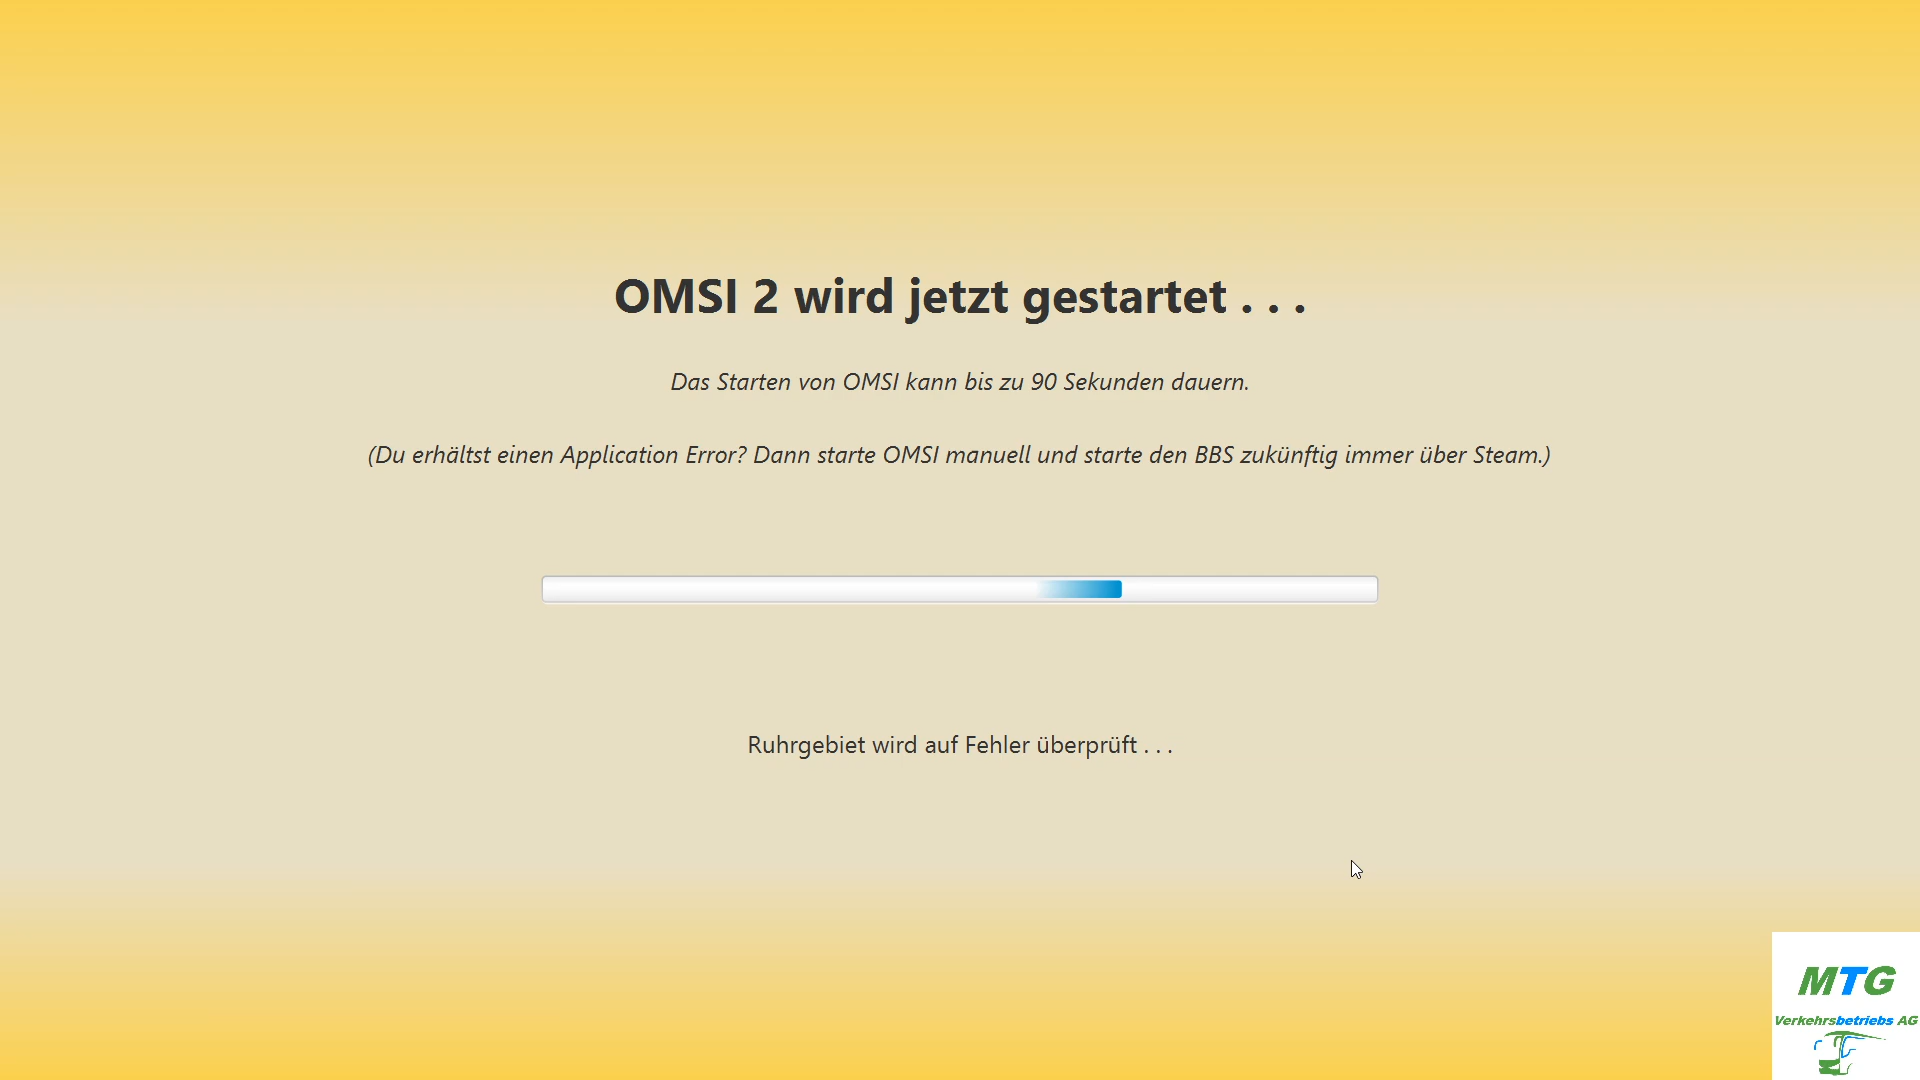 OMSI 2 wird jetzt gestartet . . .
Das Starten von OMSI kann bis zu 90 Sekunden dauern.
(Du erhältst einen Application Error? Dann starte OMSI manuell und starte den BBS zukünftig immer über Steam.)
Ruhrgebiet wird auf Fehler überprüft . . .
MTG
Verkehrsbetriebs AG